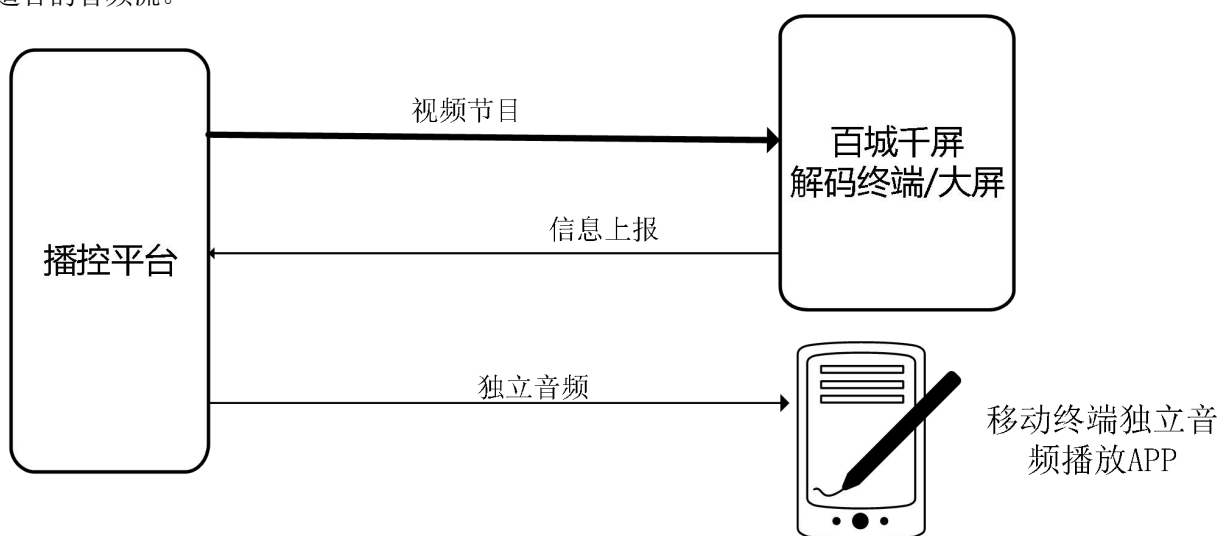 的音频流。
视频节目
百城千屏
解码终端/大屏
信息上报
播控平台
独立音频
移动终端独立音
频播放APP